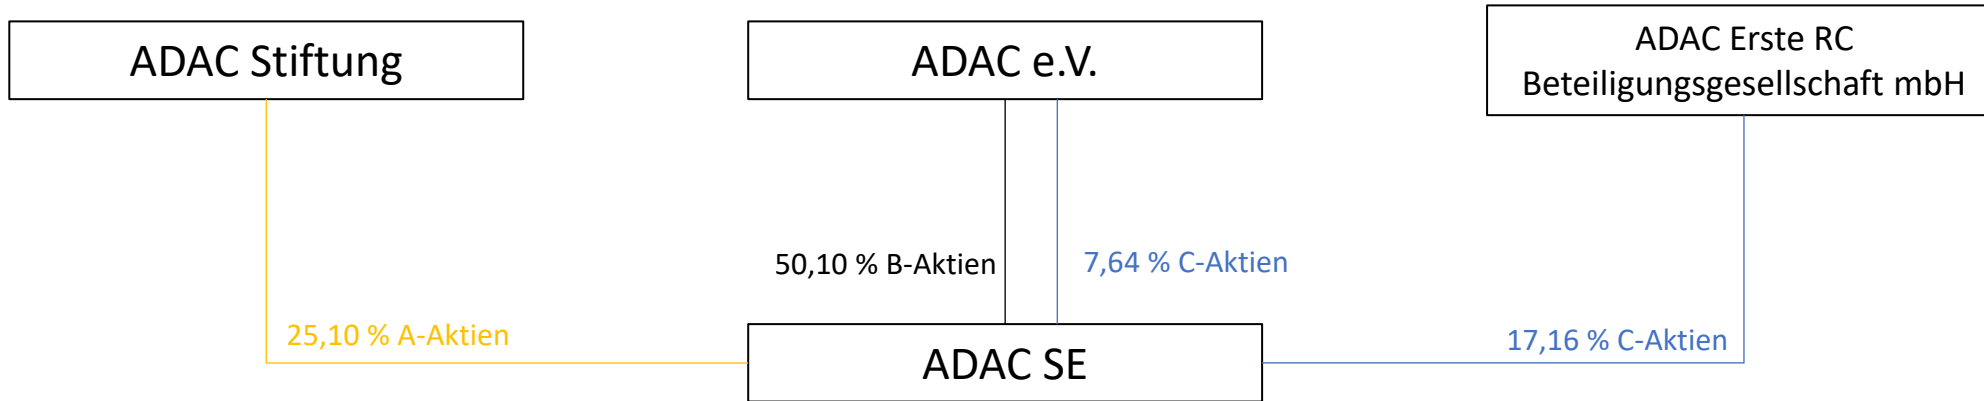 ADAC Stiftung
ADAC e.V.
ADAC Erste RC
Beteiligungsgesellschaft mbH
50,10 % B-Aktien
7,64 % C-Aktien
25,10 % A-Aktien
17,16 % C-Aktien
ADAC SE